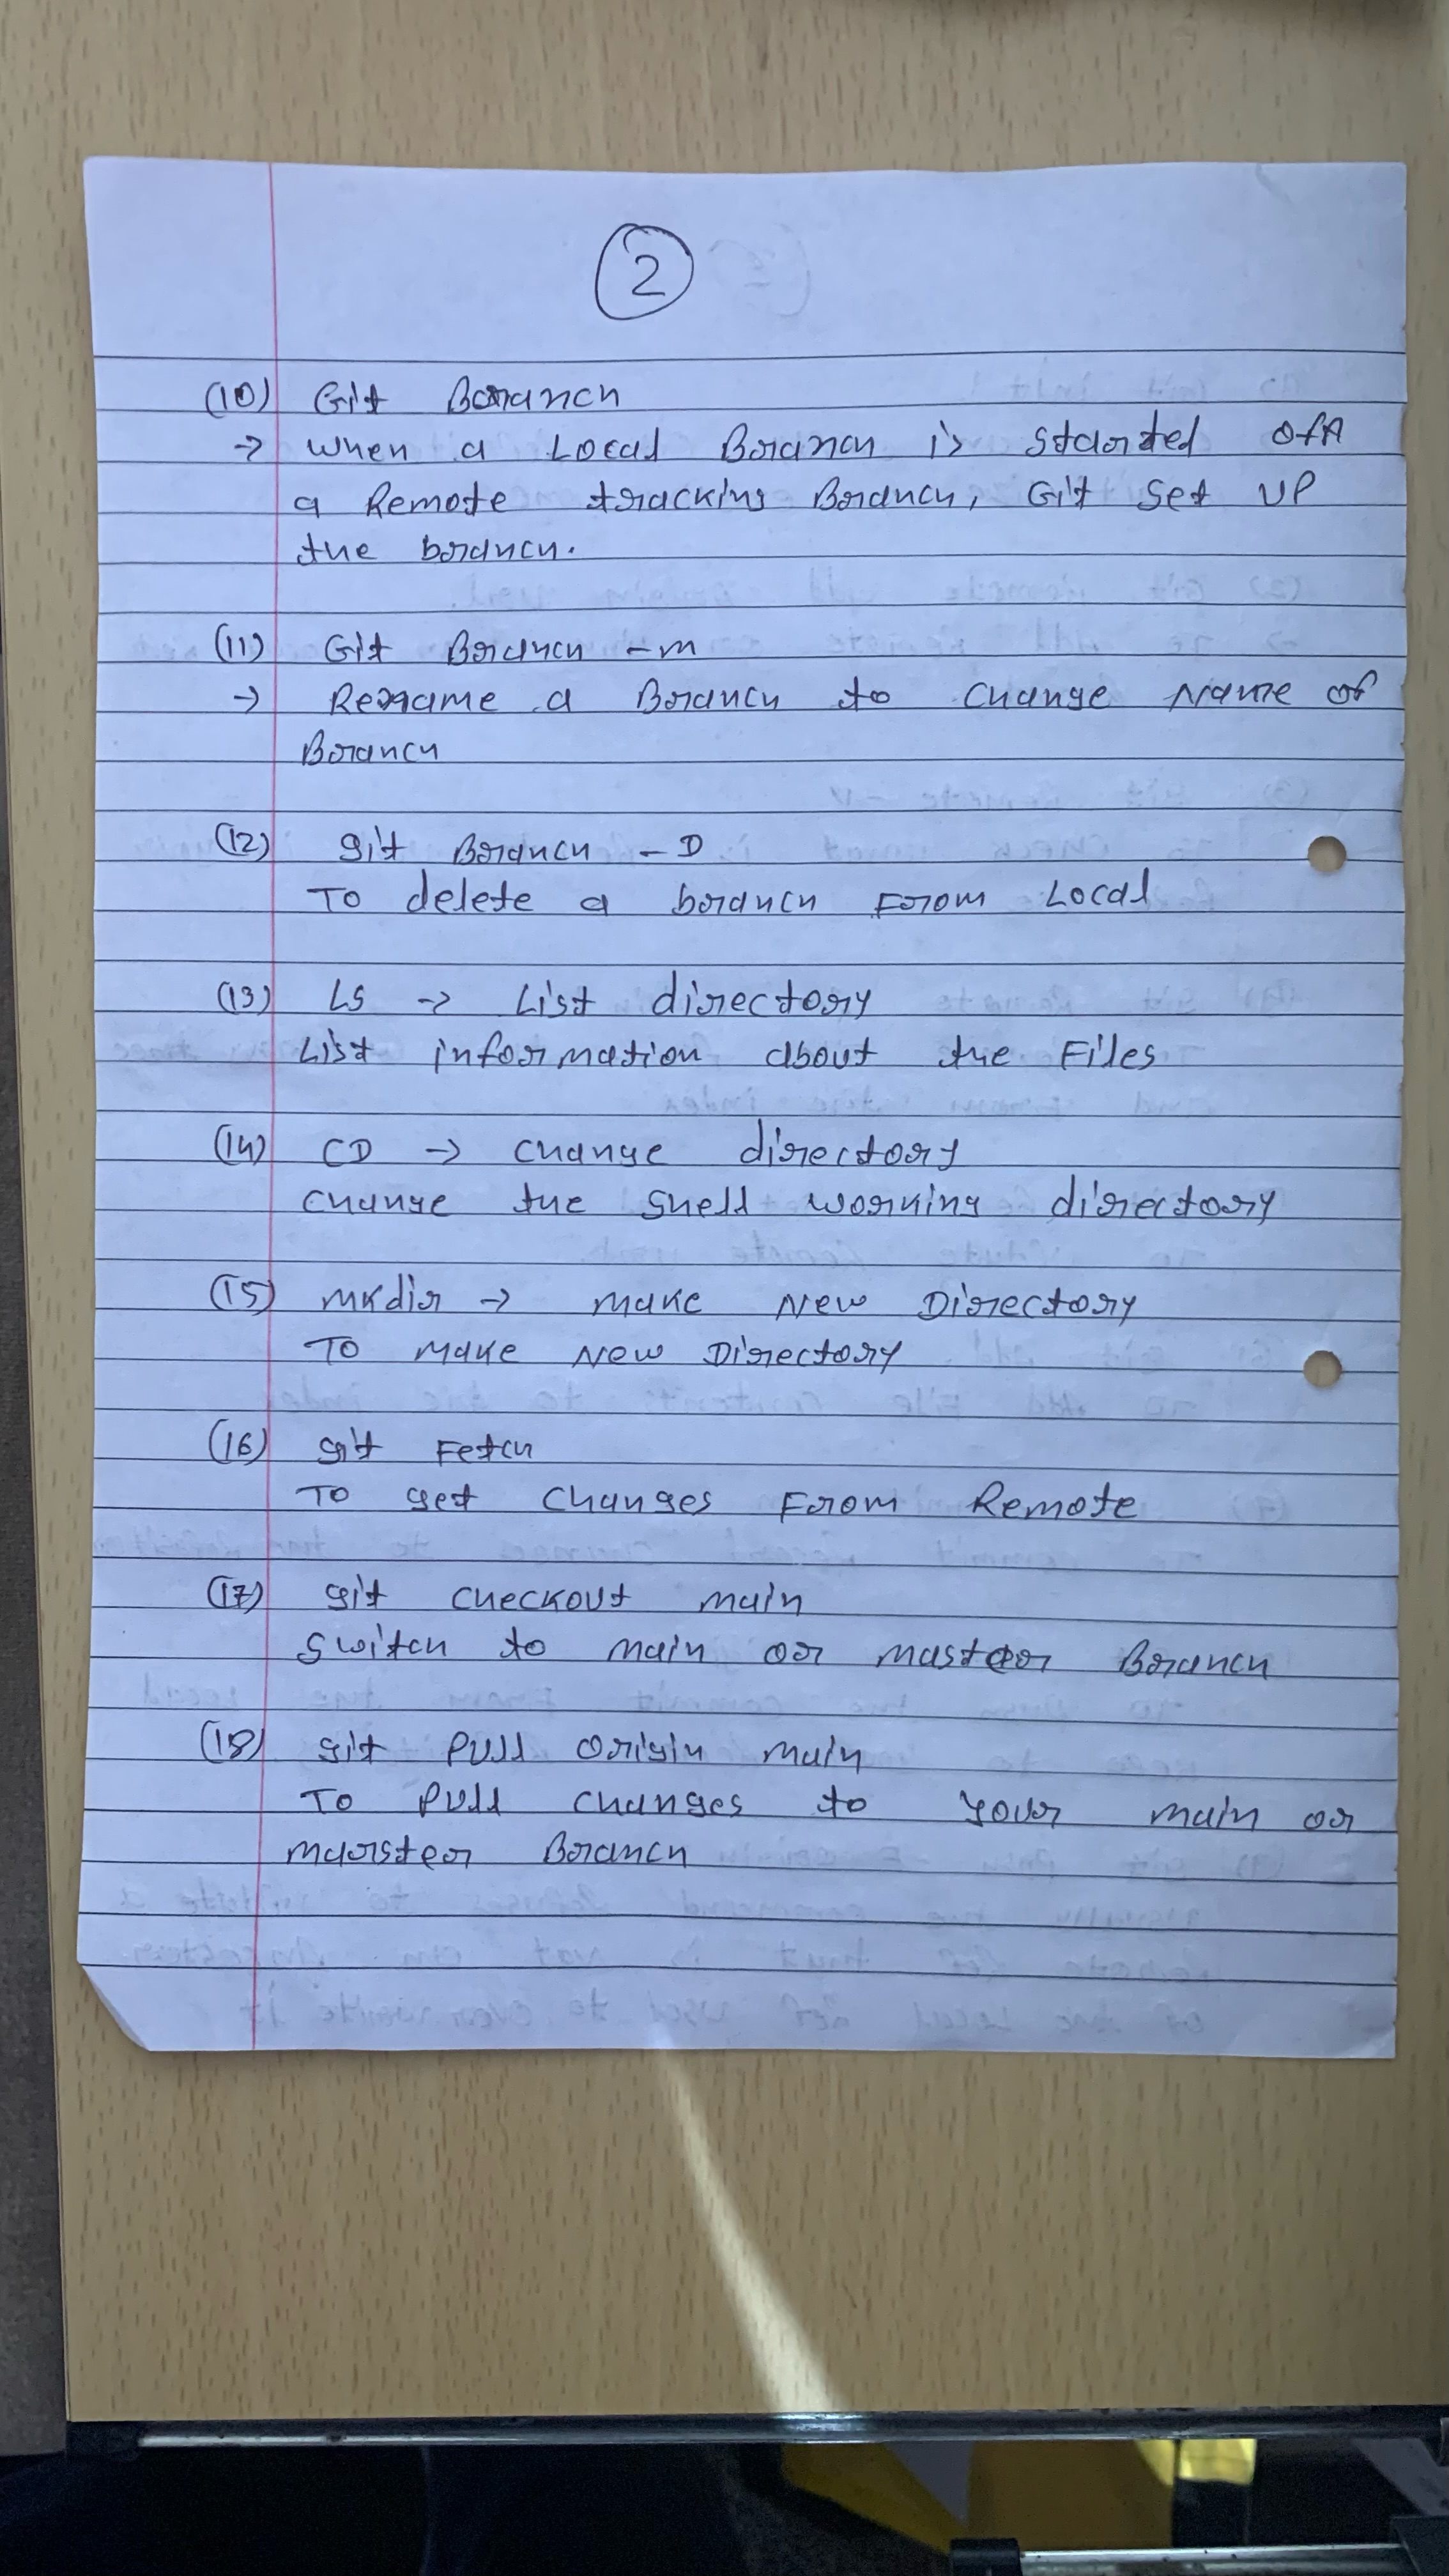 2
(10) Git Branch
→ When a Local Branch is started ofA
a Remote tracking Branch, Git Set UP
the branch.
(11) Git Branch -m
→ Rename a Branch to Change Name of
Branch
(12) git Branch - D
TO delete a branch From Local
(13) LS → List directory
List information about the Files
(14) CD → Change directory
Change the Shell working directory
(15) mkdir → Make New Directory
TO Make New Directory
(16) git Fetch
TO get Changes From Remote
(17) git checkout main
Switch to main or master Branch
(18) git PUll origin main
TO PUll changes to your main or
marster Branch